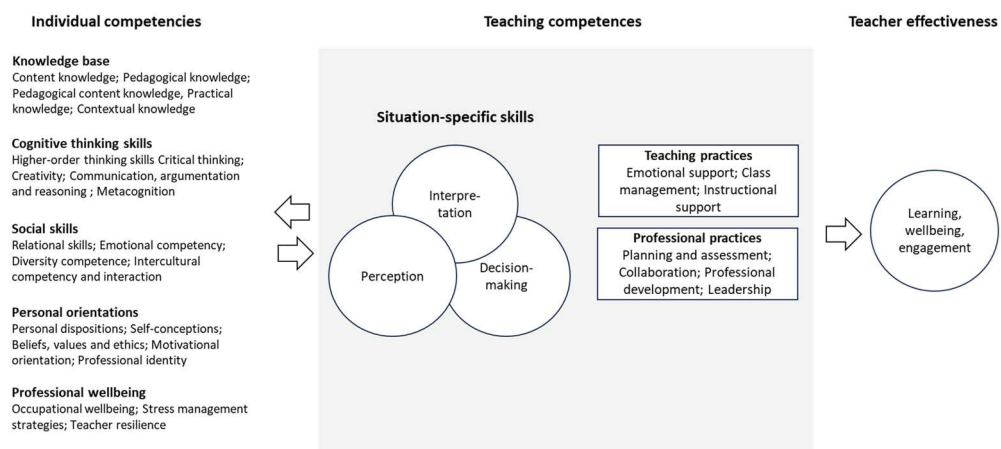 Individual competencies
Teaching competences
Teacher effectiveness
Knowledge base
Content knowledge; Pedagogical knowledge;
Pedagogical content knowledge, Practical
knowledge; Contextual knowledge
Cognitive thinking skills
Higher-order thinking skills Critical thinking;
Creativity; Communication, argumentation
and reasoning ; Metacognition
Social skills
Relational skills; Emotional competency;
Diversity competence; Intercultural
competency and interaction
Personal orientations
Personal dispositions; Self-conceptions;
Beliefs, values and ethics; Motivational
orientation; Professional identity
Professional wellbeing
Occupational wellbeing; Stress management
strategies; Teacher resilience
Situation-specific skills
Interpre-
tation
Perception
Decision-
making
Teaching practices
Emotional support; Class
management; Instructional
support
Professional practices
Planning and assessment;
Collaboration; Professional
development; Leadership
Learning,
wellbeing,
engagement